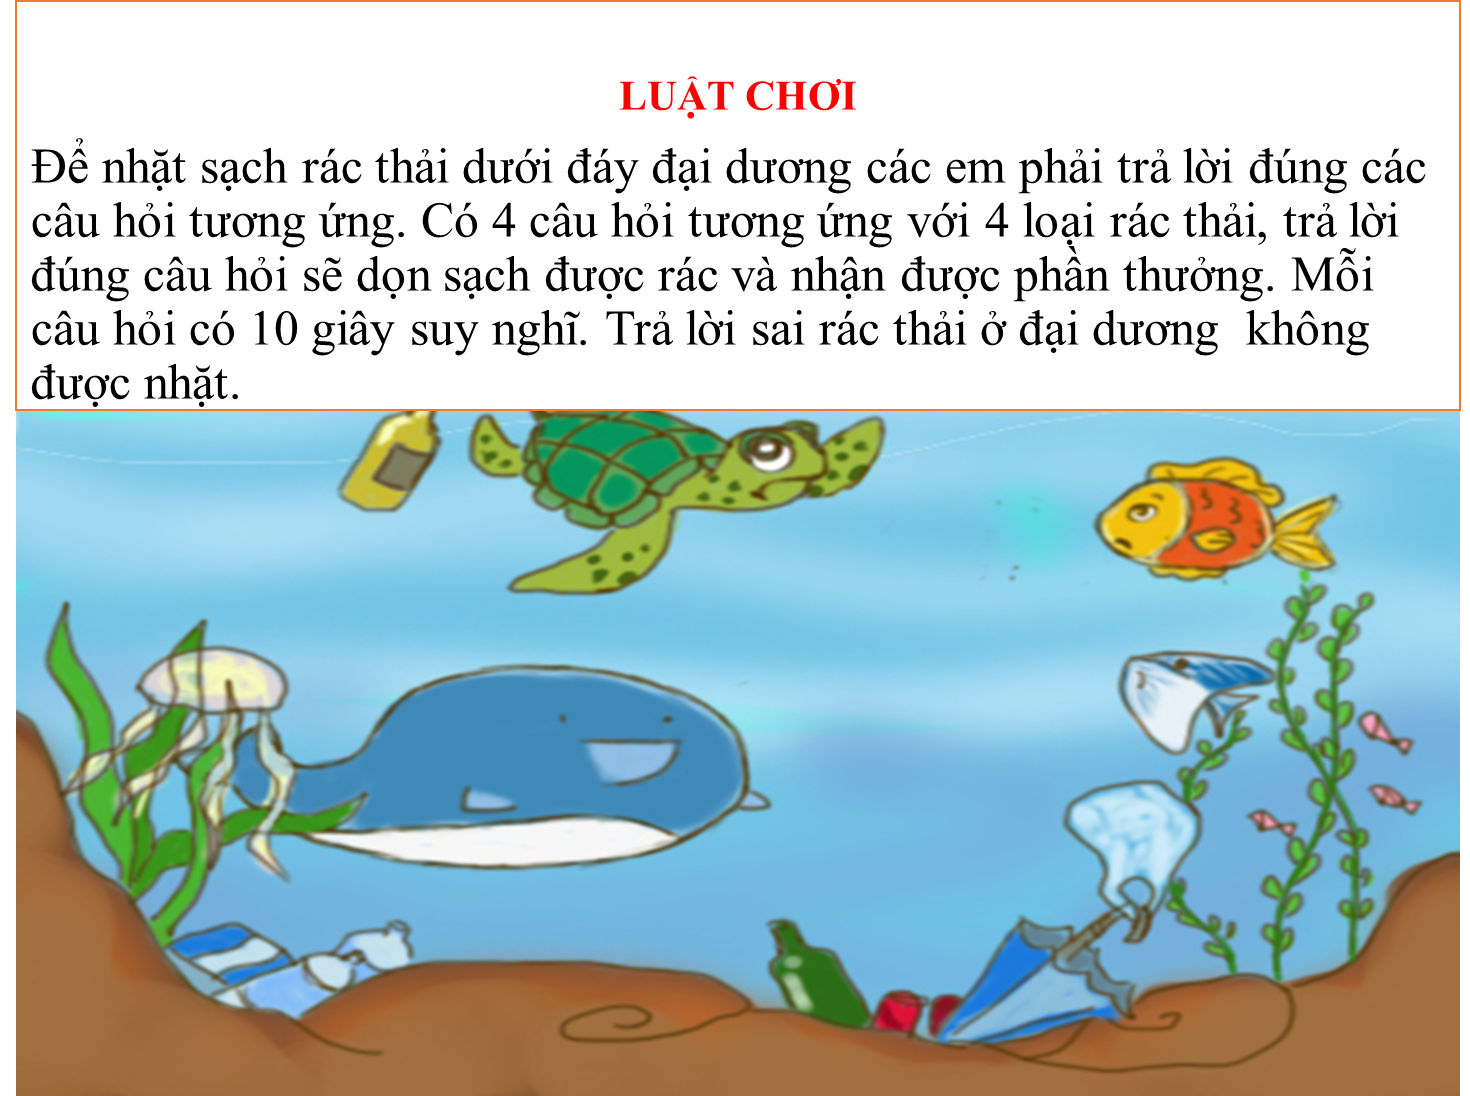 LUẬT CHƠI
Để nhặt sạch rác thải dưới đáy đại dương các em phải trả lời đúng các
câu hỏi tương ứng. Có 4 câu hỏi tương ứng với 4 loại rác thải, trả lời
đúng câu hỏi sẽ dọn sạch được rác và nhận được phần thưởng. Mỗi
câu hỏi có 10 giây suy nghĩ. Trả lời sai rác thải ở đại dương  không
được nhặt.